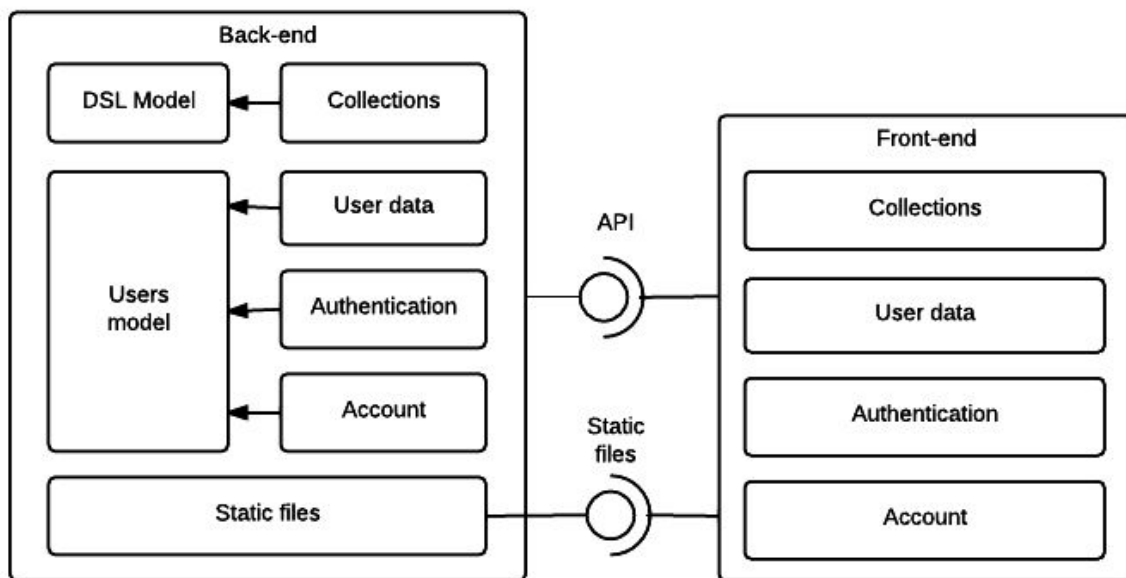 Back-end
DSL Model
Collections
User data
Users
model
Authentication
Account
Static files
API
Static
files
Front-end
Collections
User data
Authentication
Account